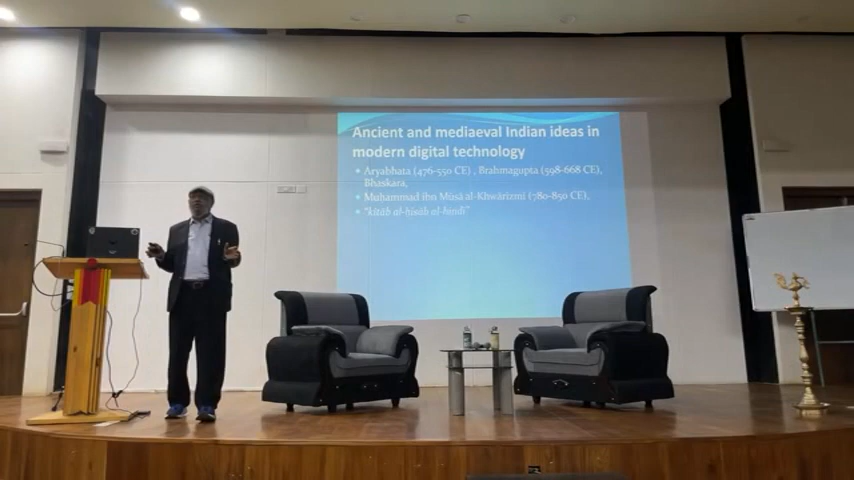 Ancient and mediaeval Indian ideas in
modern digital technology
• Aryabhata (476-550 CE) , Brahmagupta (598-668 CE),
Bhaskara,
• Muhammad ibn Mūsā al-Khwārizmī (780-850 CE),
• “kitāb al-ḥisāb al-hindī”